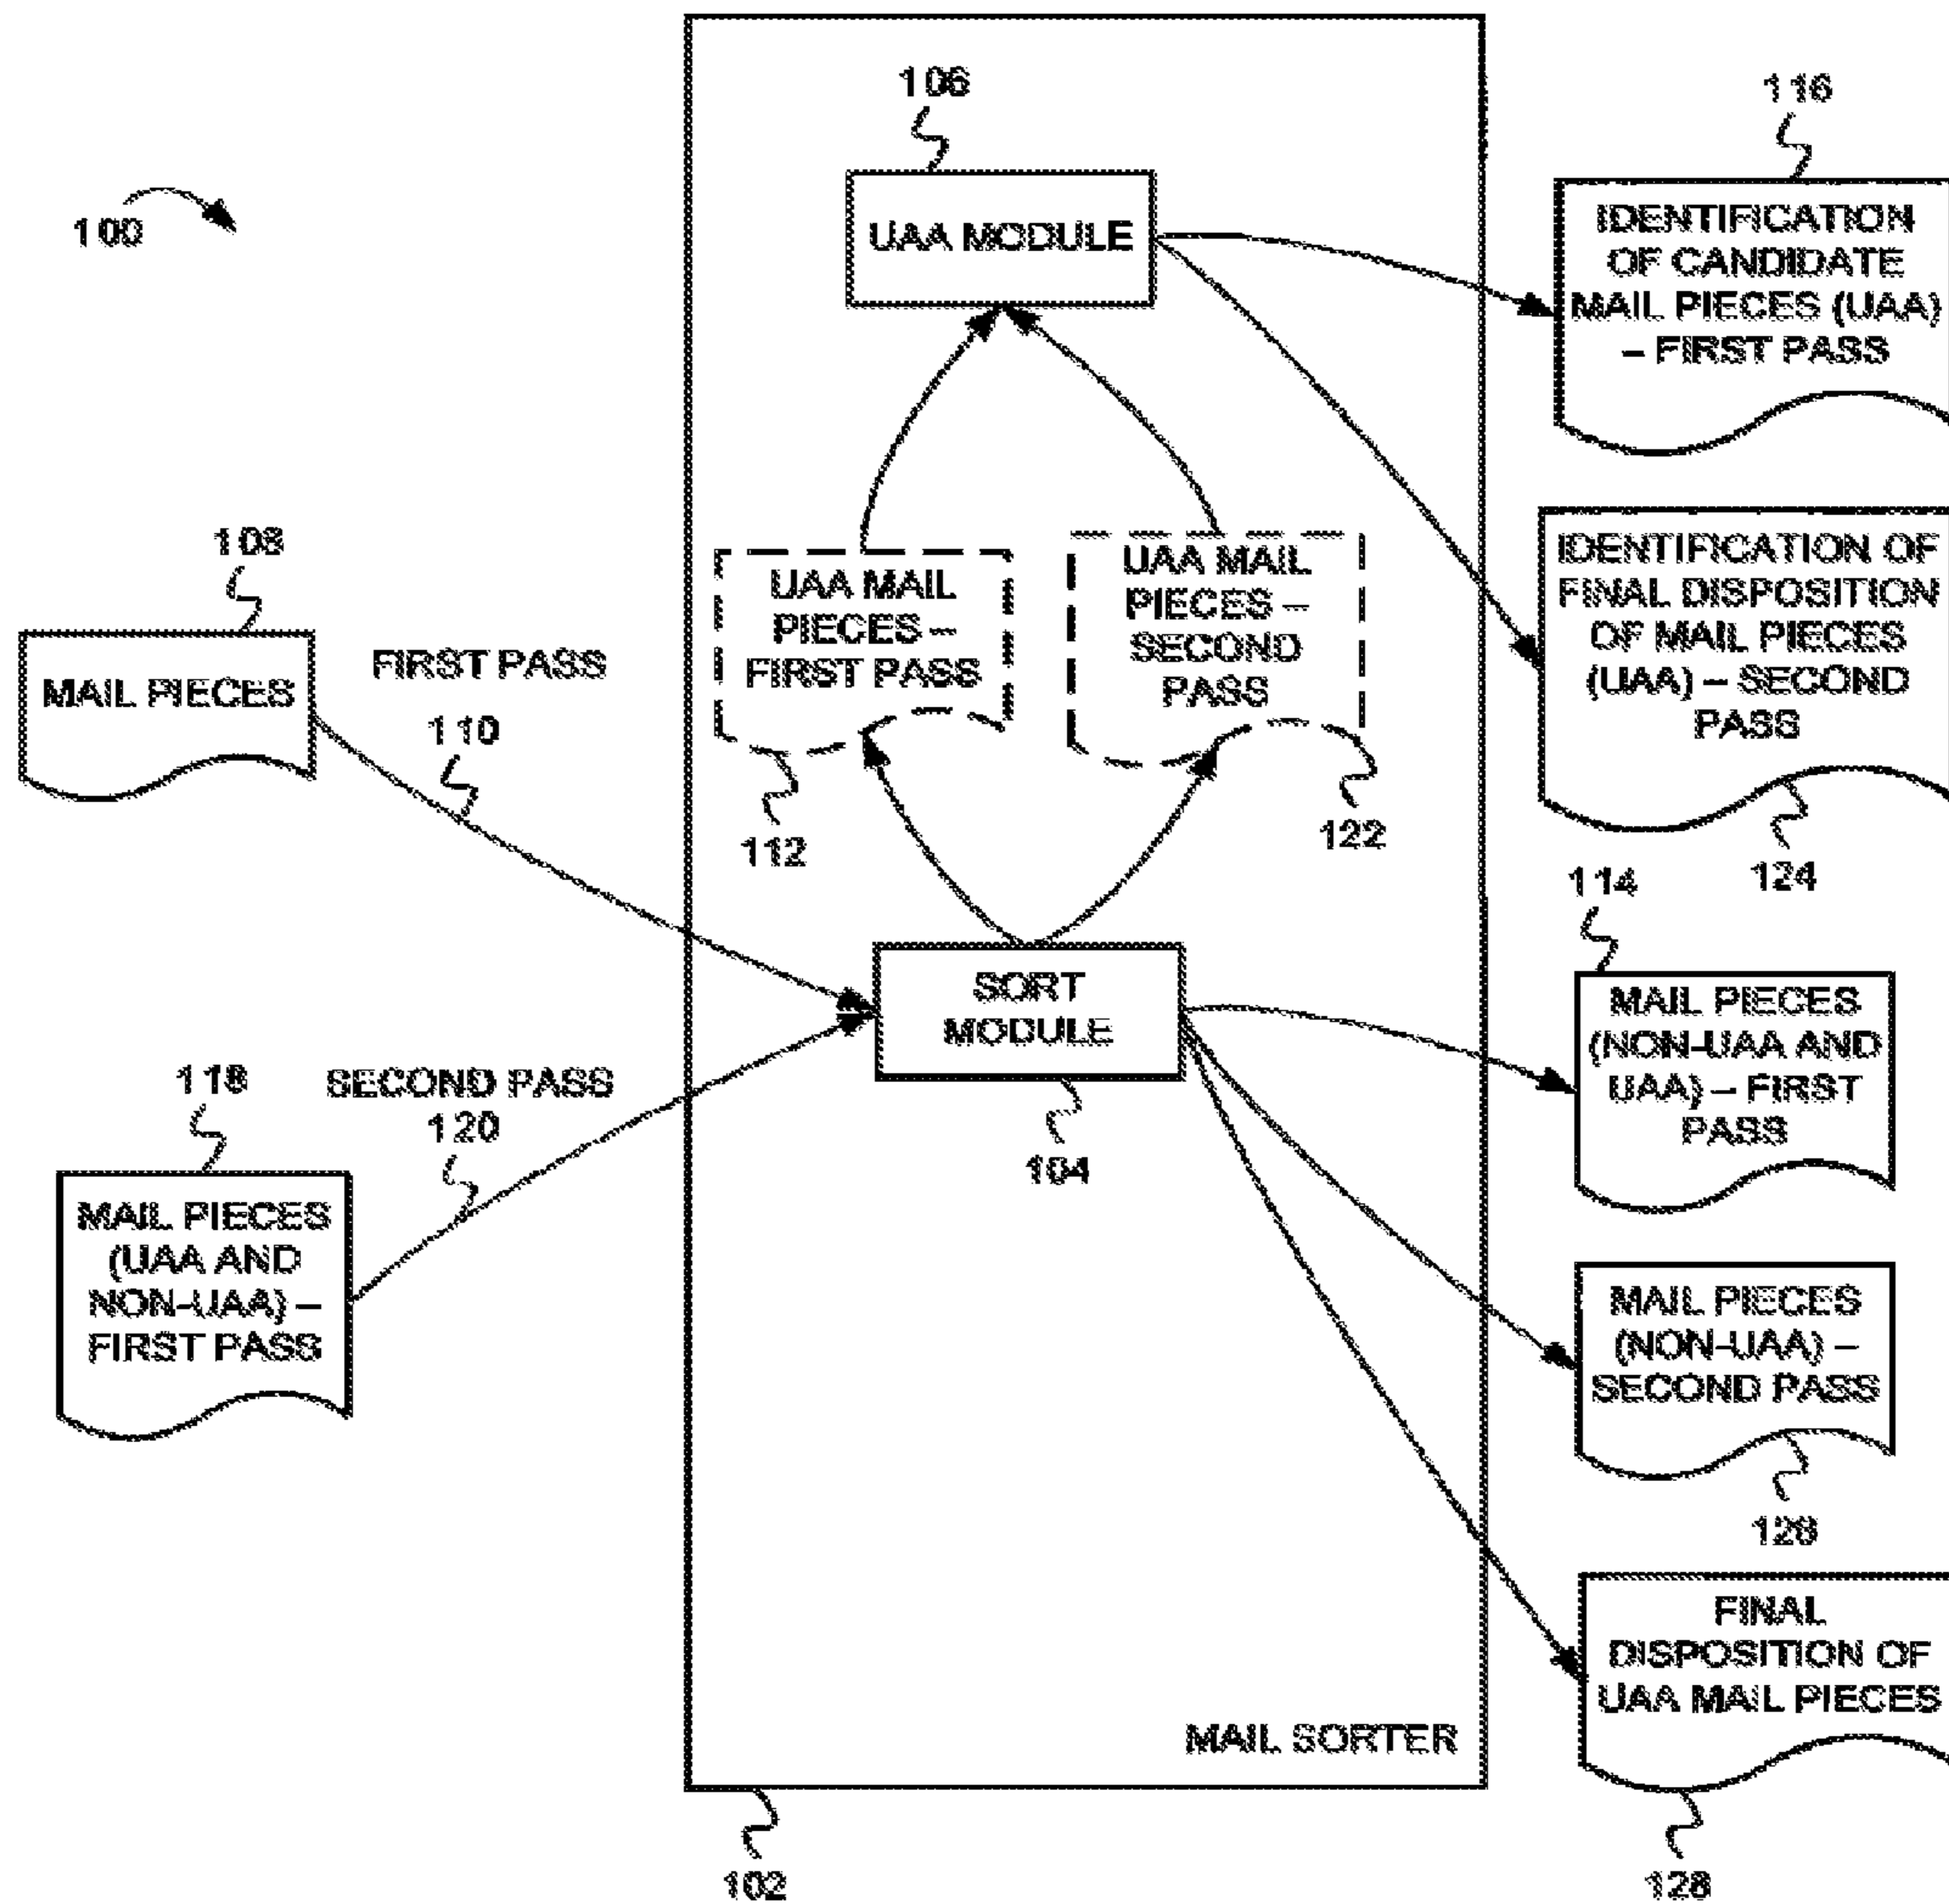 100
106
UAA MODULE
116
IDENTIFICATION
OF CANDIDATE
MAIL PIECES (UAA)
– FIRST PASS
108
MAIL PIECES
FIRST PASS
110
UAA MAIL
PIECES –
FIRST PASS
112
UAA MAIL
PIECES –
SECOND
PASS
122
IDENTIFICATION OF
FINAL DISPOSITION
OF MAIL PIECES
(UAA) – SECOND
PASS
124
118
MAIL PIECES
(UAA AND
NON-UAA) –
FIRST PASS
SECOND PASS
120
SORT
MODULE
104
114
MAIL PIECES
(NON-UAA AND
UAA) – FIRST
PASS
MAIL PIECES
(NON-UAA) –
SECOND PASS
FINAL
DISPOSITION OF
UAA MAIL PIECES
128
MAIL SORTER
102